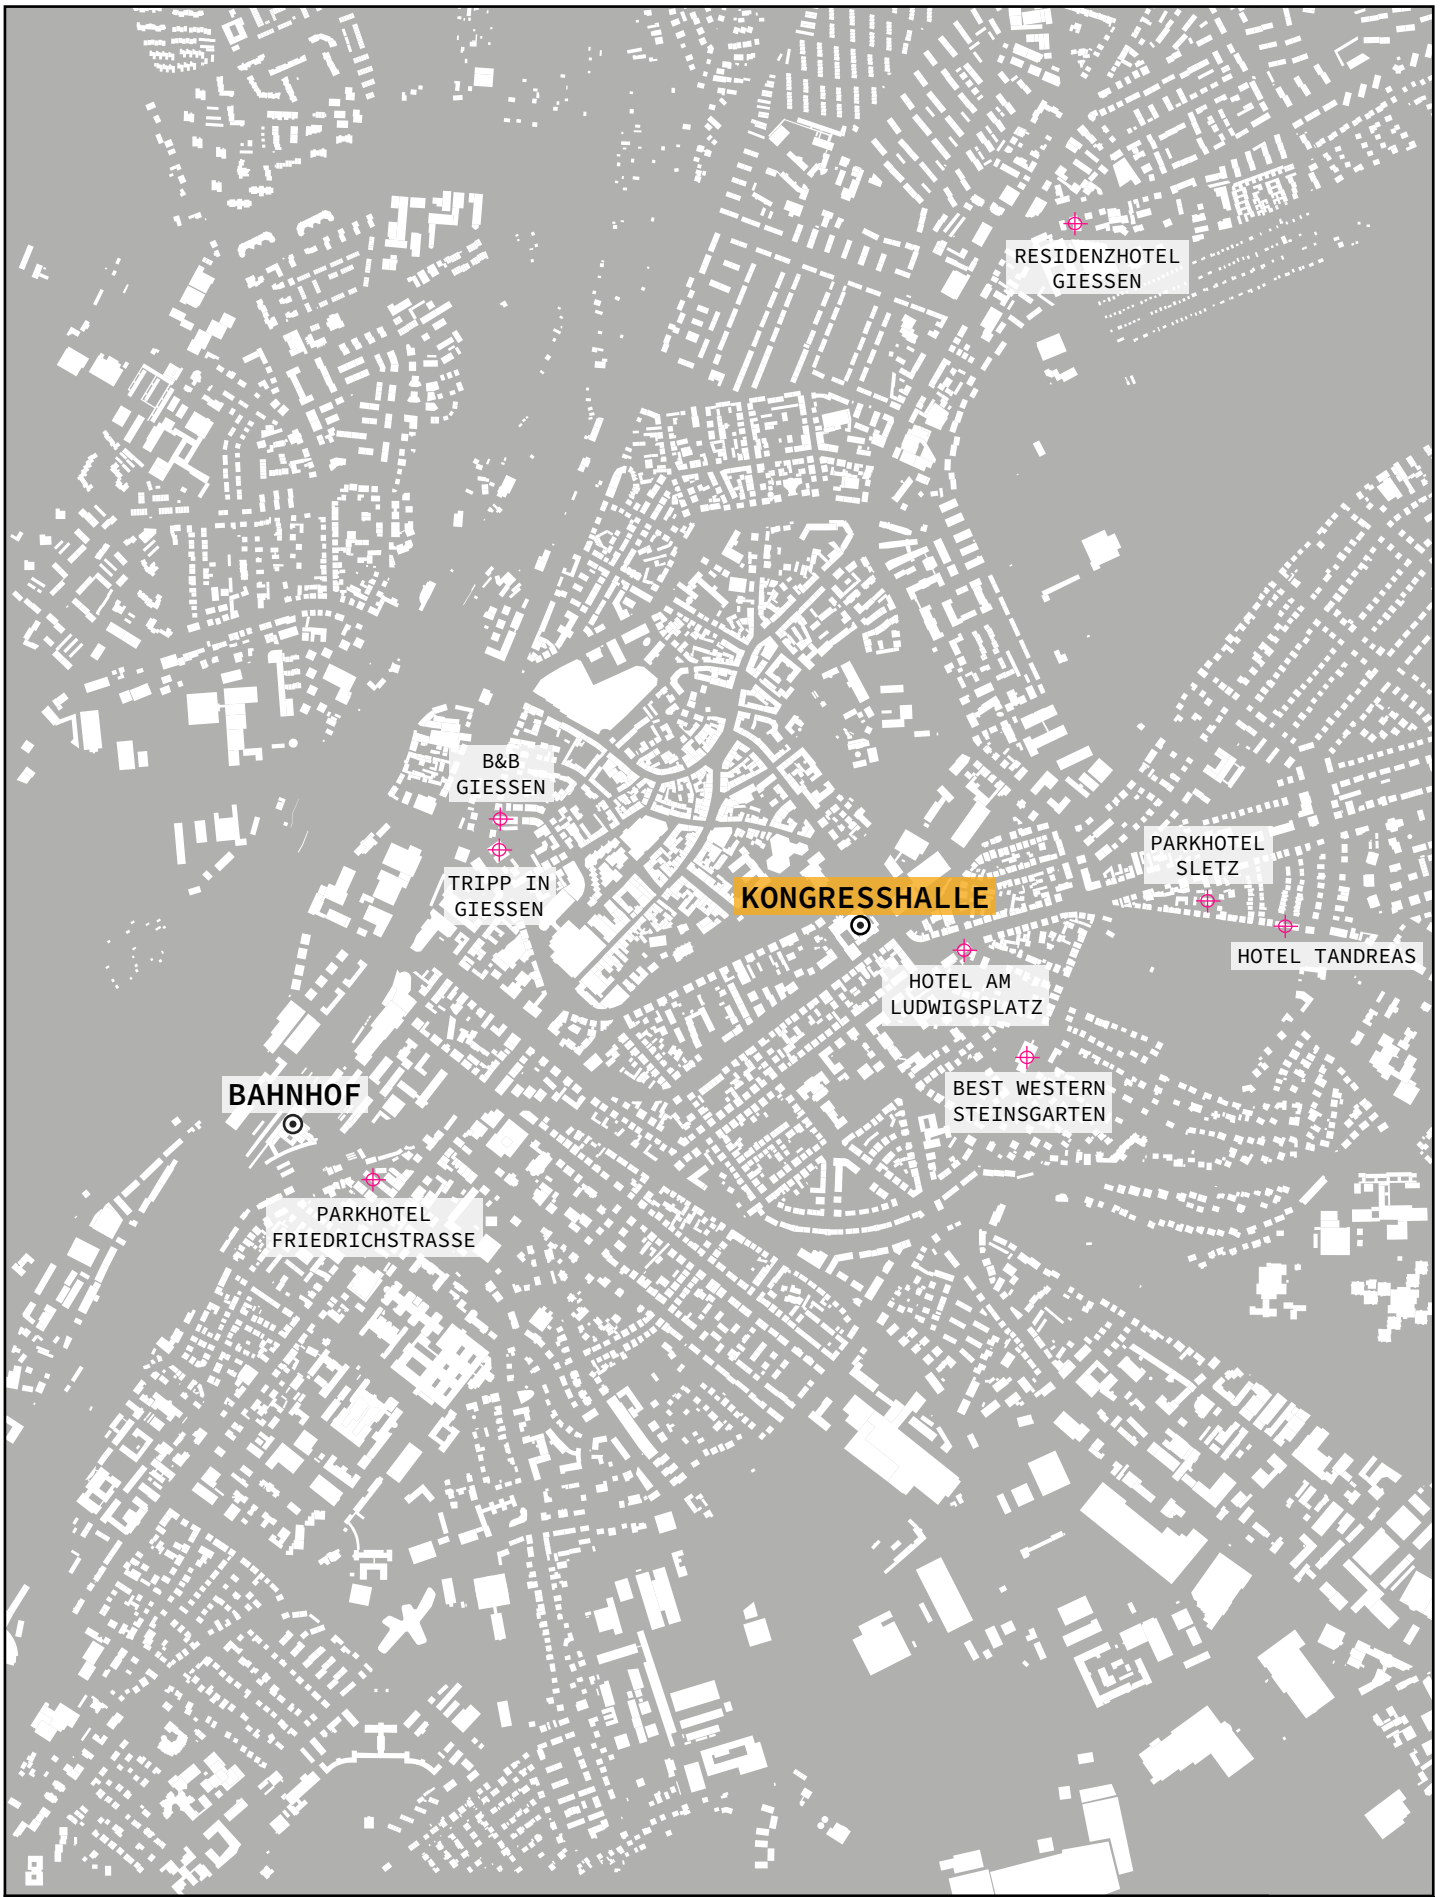 RESIDENZHOTEL
GIESSEN
B&B
GIESSEN
TRIPP IN
GIESSEN
PARKHOTEL
SLETZ
KONGRESSHALLE
HOTEL TANDREAS
HOTEL AM
LUDWIGSPLATZ
BEST WESTERN
STEINSGARTEN
BAHNHOF
PARKHOTEL
FRIEDRICHSTRASSE